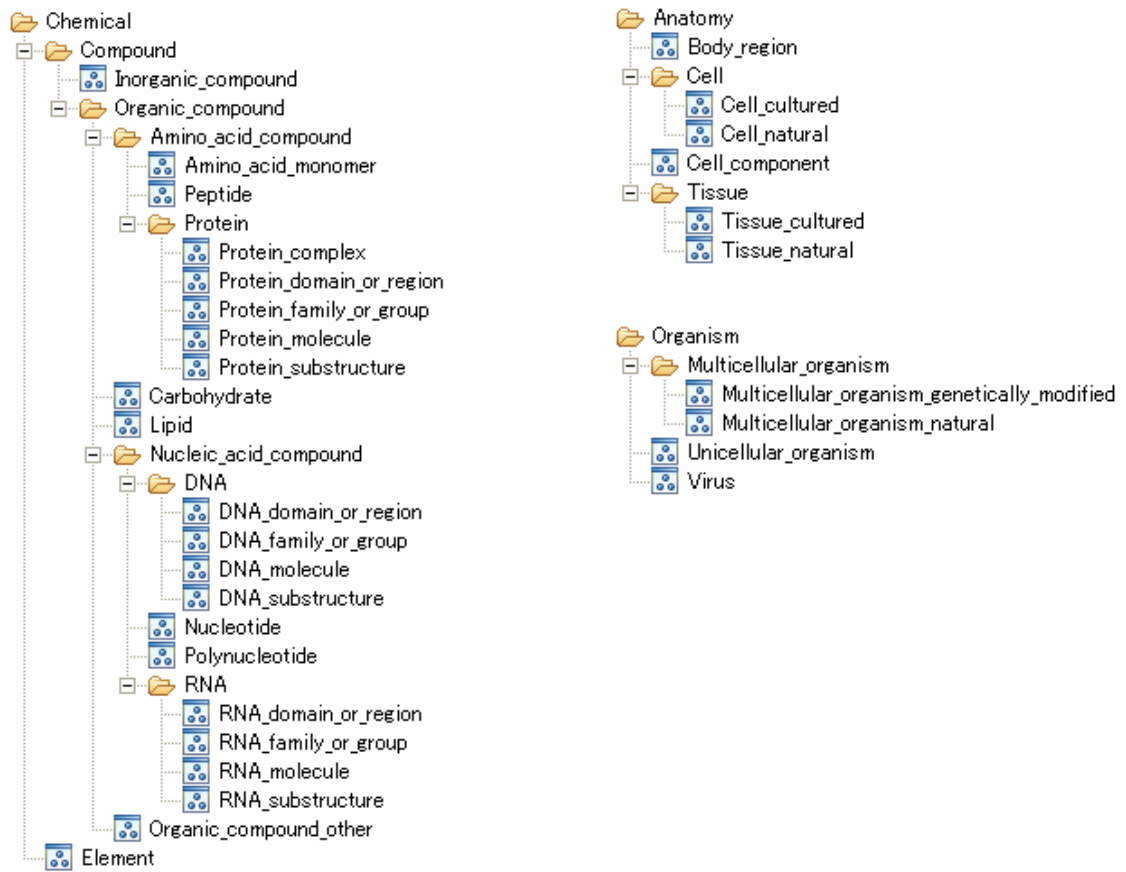 Chemical
Compound
Inorganic_compound
Organic_compound
Amino_acid_compound
Amino_acid_monomer
Peptide
Protein
Protein_complex
Protein_domain_or_region
Protein_family_or_group
Protein_molecule
Protein_substructure
Carbohydrate
Lipid
Nucleic_acid_compound
DNA
DNA_domain_or_region
DNA_family_or_group
DNA_molecule
DNA_substructure
Nucleotide
Polynucleotide
RNA
RNA_domain_or_region
RNA_family_or_group
RNA_molecule
RNA_substructure
Organic_compound_other
Element
Anatomy
Body_region
Cell
Cell_cultured
Cell_natural
Cell_component
Tissue
Tissue_cultured
Tissue_natural
Organism
Multicellular_organism
Multicellular_organism_genetically_modified
Multicellular_organism_natural
Unicellular_organism
Virus